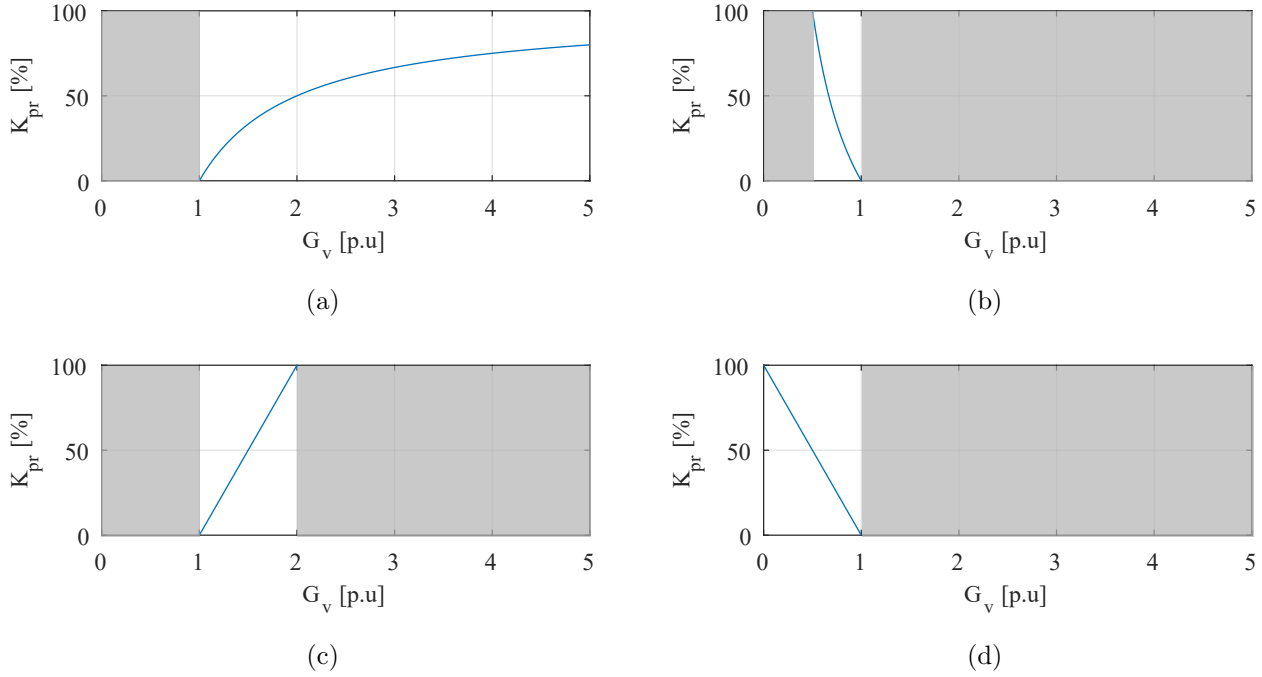 100
50
0
K_pr [%]
0 1 2 3 4 5
G_v [p.u]
(a)
100
50
0
K_pr [%]
0 1 2 3 4 5
G_v [p.u]
(b)
100
50
0
K_pr [%]
0 1 2 3 4 5
G_v [p.u]
(c)
100
50
0
K_pr [%]
0 1 2 3 4 5
G_v [p.u]
(d)